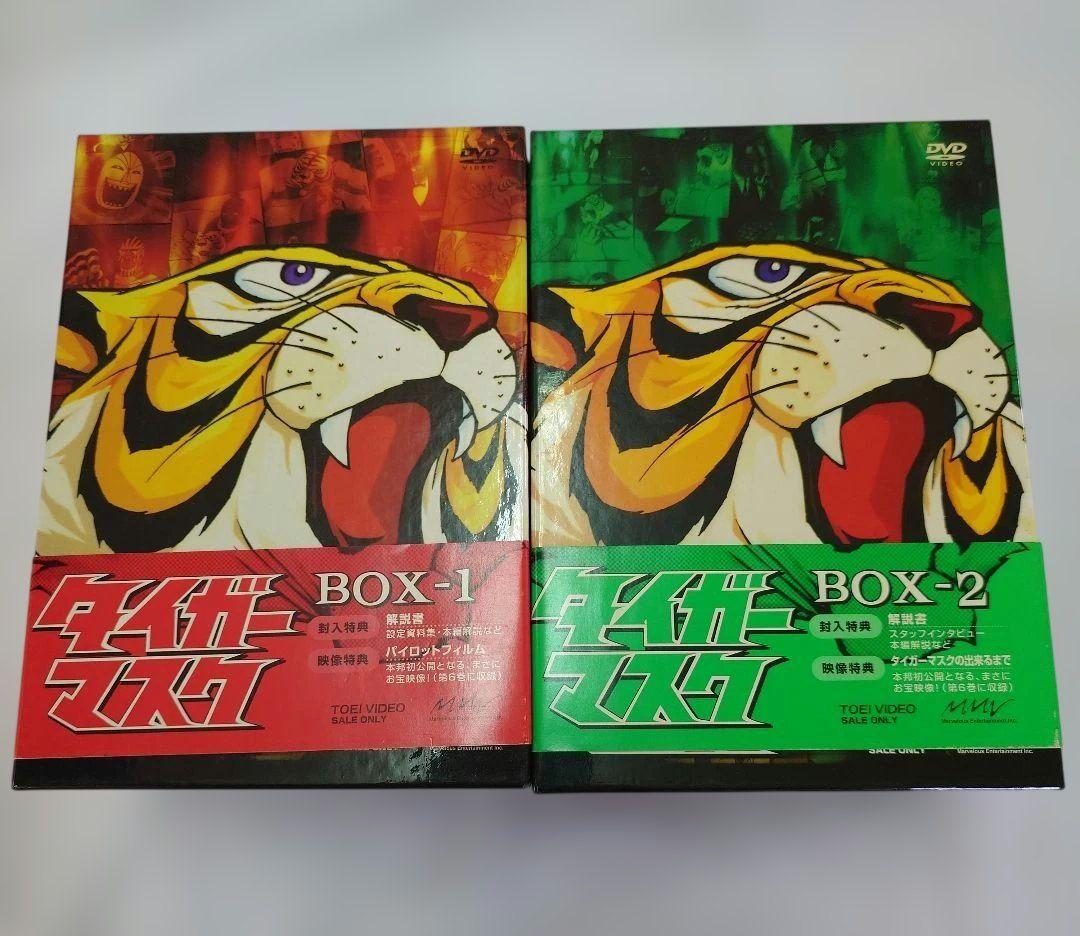 DVD
VIDEO
タイガー
マスク
BOX-1
封入特典
解説書
設定資料集・本編解説など
映像特典
パイロットフィルム
本邦初公開となる、まさに
お宝映像!(第6巻に収録)
TOEI VIDEO
SALE ONLY
Marvelous Entertainment Inc.
DVD
VIDEO
タイガー
マスク
BOX-2
封入特典
解説書
スタッフインタビュー
本編解説など
映像特典
タイガーマスクの出来るまで
本邦初公開となる、まさに
お宝映像!(第6巻に収録)
TOEI VIDEO
SALE ONLY
Marvelous Entertainment Inc.
SALE ONLY
Marvelous Entertainment Inc.